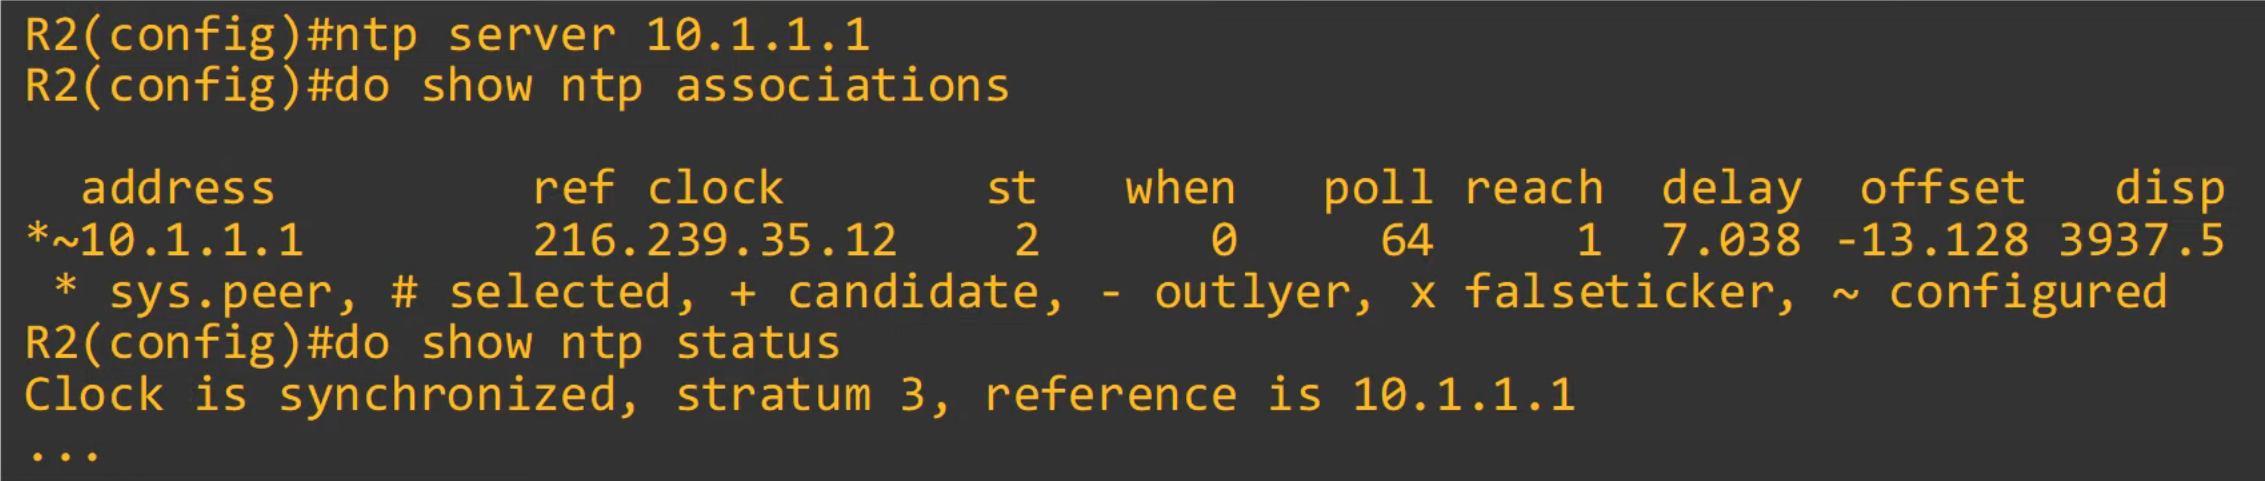 R2(config)#ntp server 10.1.1.1
R2(config)#do show ntp associations
address ref clock st when poll reach delay offset disp
*~10.1.1.1 216.239.35.12 2 0 64 1 7.038 -13.128 3937.5
* sys.peer, # selected, + candidate, - outlyer, x falseticker, ~ configured
R2(config)#do show ntp status
Clock is synchronized, stratum 3, reference is 10.1.1.1
...